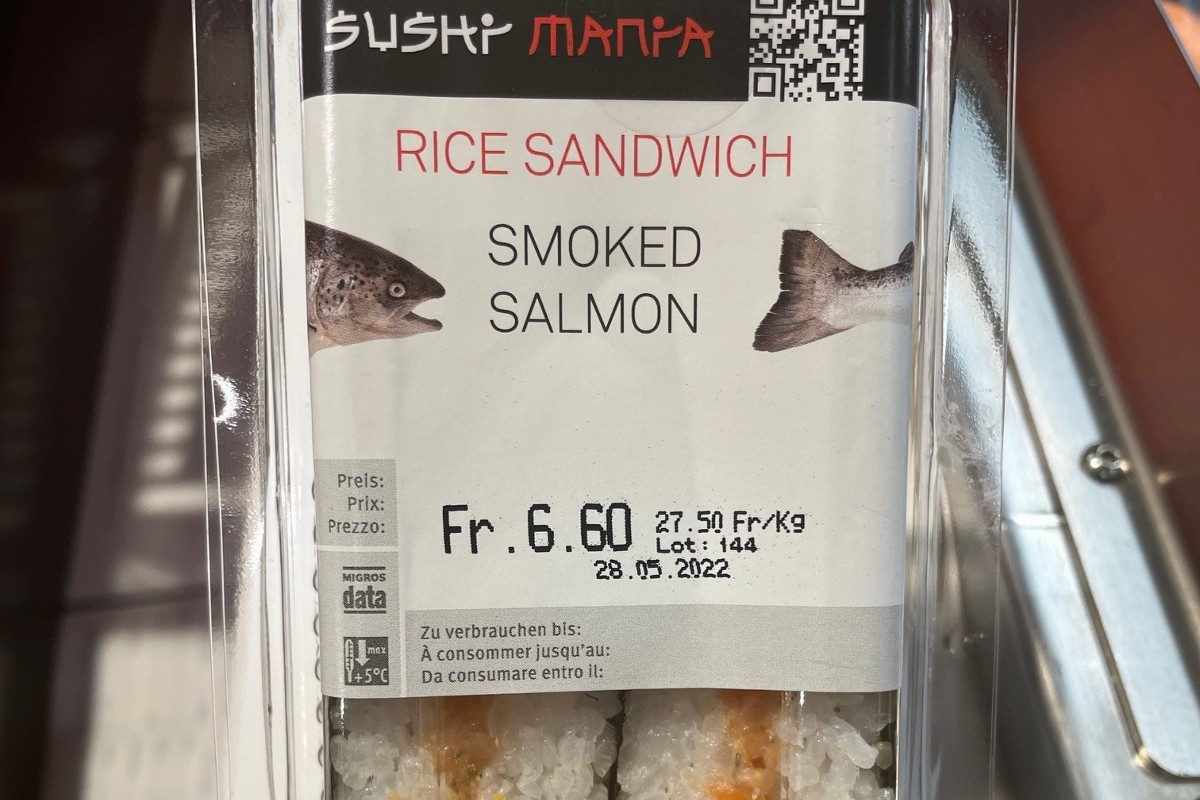 SUSHI MANIA
RICE SANDWICH
SMOKED
SALMON
Preis:
Prix:
Prezzo:
Fr. 6.60
27.50 Fr/Kg
Lot: 144
28.05.2022
MIGROS
data
max
+5°C
Zu verbrauchen bis:
À consommer jusqu'au:
Da consumare entro il: